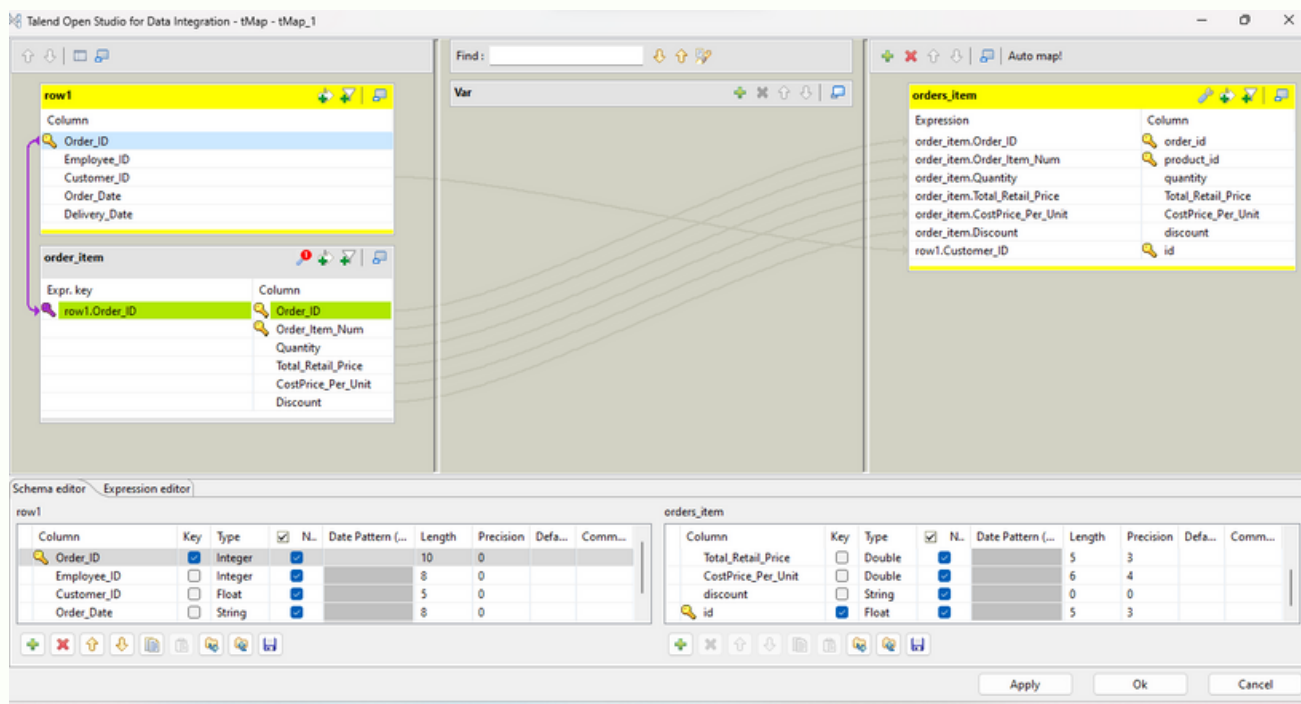 Talend Open Studio for Data Integration - tMap - tMap_1
Find :
Auto map!
row1
Column
Order_ID
Employee_ID
Customer_ID
Order_Date
Delivery_Date
order_item
Expr. key Column
row1.Order_ID Order_ID
Order_Item_Num
Quantity
Total_Retail_Price
CostPrice_Per_Unit
Discount
Var
orders_item
Expression Column
order_item.Order_ID order_id
order_item.Order_Item_Num product_id
order_item.Quantity quantity
order_item.Total_Retail_Price Total_Retail_Price
order_item.CostPrice_Per_Unit CostPrice_Per_Unit
order_item.Discount discount
row1.Customer_ID id
Schema editor Expression editor
row1
Column Key Type N... Date Pattern (... Length Precision Defa... Comm...
Order_ID Integer 10 0
Employee_ID Integer 8 0
Customer_ID Float 5 0
Order_Date String 8 0
orders_item
Column Key Type N... Date Pattern (... Length Precision Defa... Comm...
Total_Retail_Price Double 5 3
CostPrice_Per_Unit Double 6 4
discount String 0 0
id Float 5 3
Apply Ok Cancel